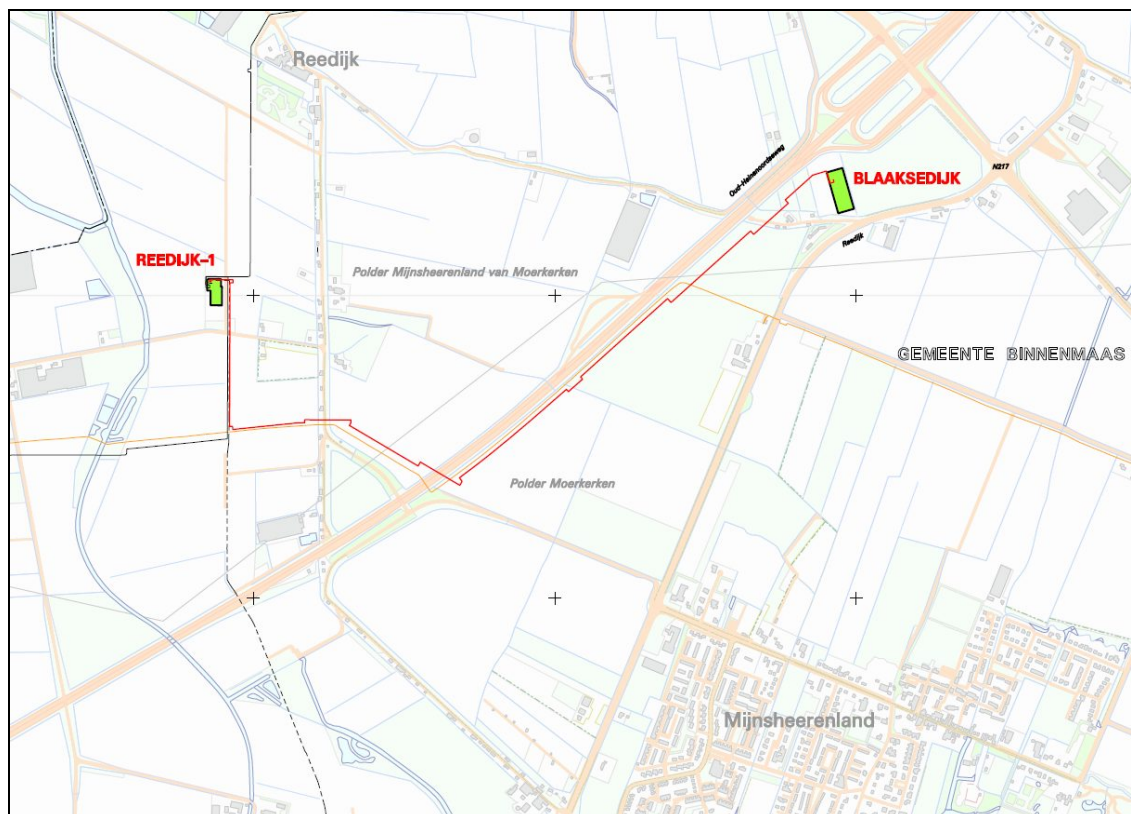 Reedijk
Oud-Heinenoordseweg
N217
BLAAKSEDIJK
Reedijk
REEDIJK-1
Polder Mijnsheerenland van Moerkerken
GEMEENTE BINNENMAAS
Polder Moerkerken
Mijnsheerenland